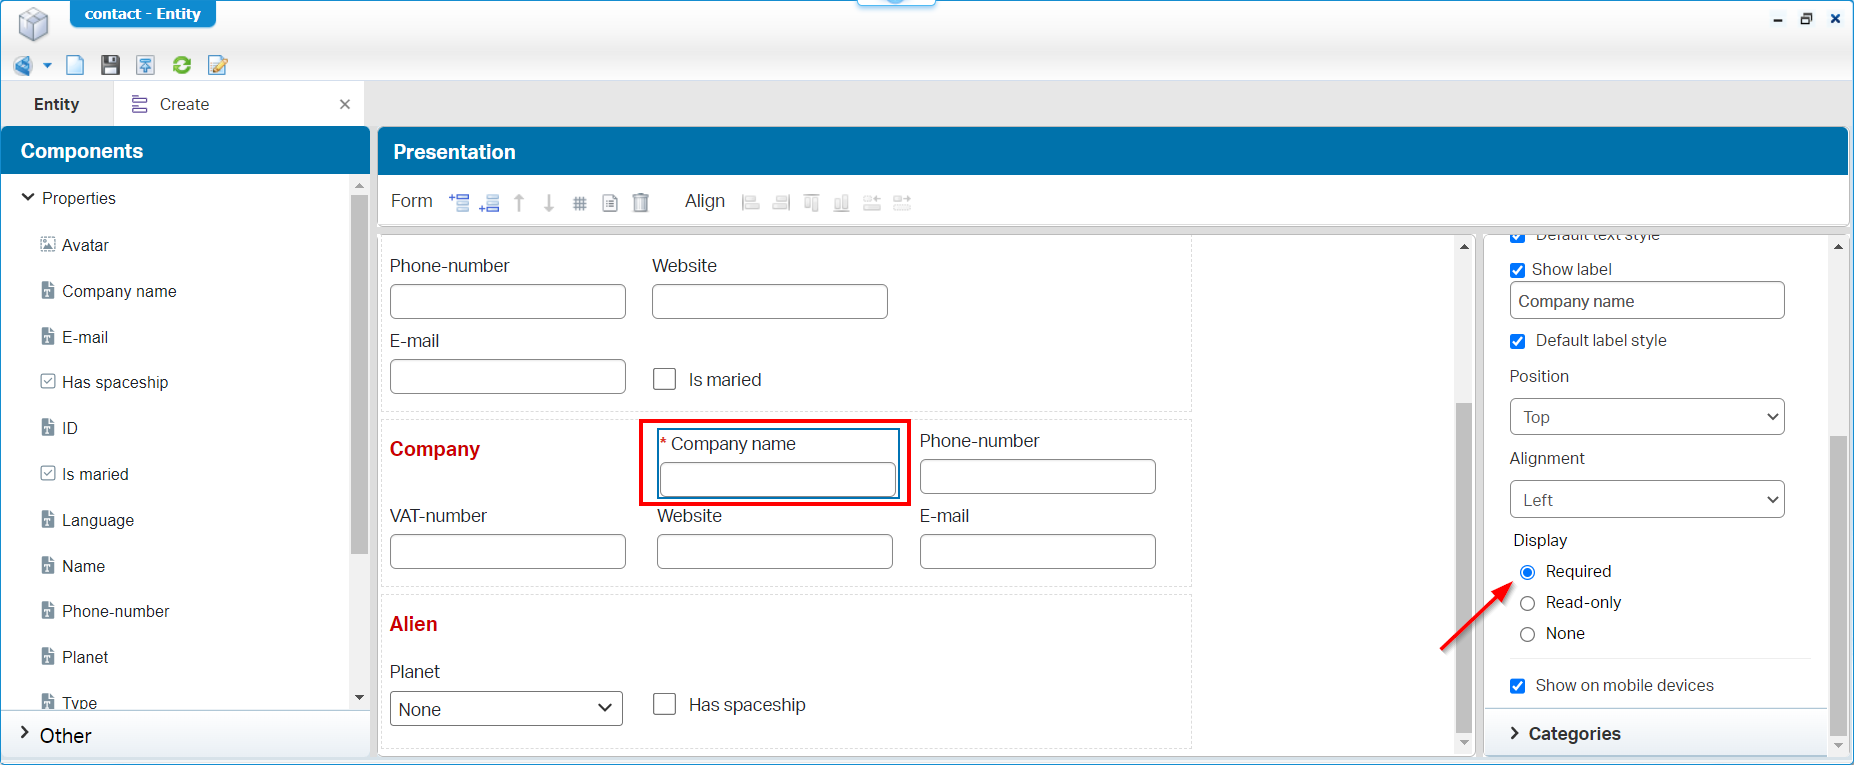 contact - Entity
Entity
Create
Components
Properties
Avatar
Company name
E-mail
Has spaceship
ID
Is maried
Language
Name
Phone-number
Planet
Type
Other
Presentation
Form
Align
Phone-number
Website
E-mail
Is maried
Company
* Company name
Phone-number
VAT-number
Website
E-mail
Alien
Planet
None
Has spaceship
Default text style
Show label
Company name
Default label style
Position
Top
Alignment
Left
Display
Required
Read-only
None
Show on mobile devices
Categories